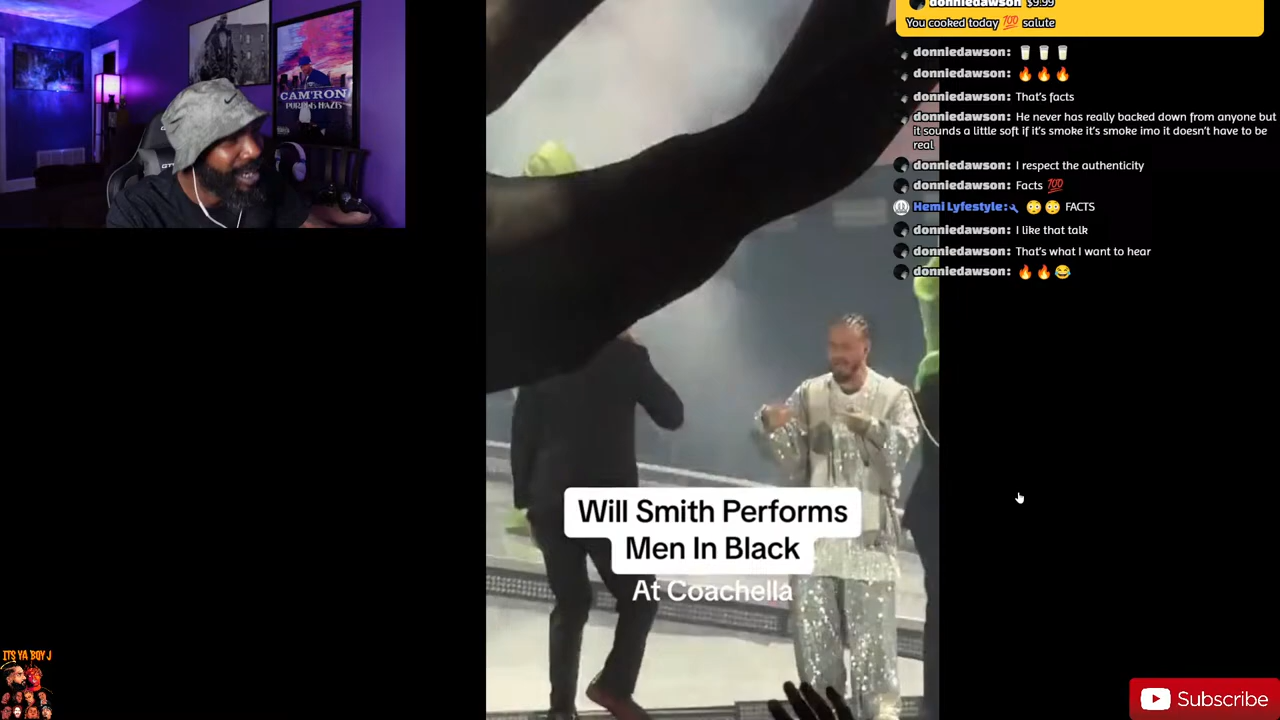 CAM'RON
PURPLE HAZE
GT
donniedawson $9.99
You cooked today 💯 salute
donniedawson: 🥛 🥛 🥛
donniedawson: 🔥 🔥 🔥
donniedawson: That's facts
donniedawson: He never has really backed down from anyone but
it sounds a little soft if it's smoke it's smoke imo it doesn't have to be
real
donniedawson: I respect the authenticity
donniedawson: Facts 💯
Hemi Lyfestyle: 😳 😳 FACTS
donniedawson: I like that talk
donniedawson: That's what I want to hear
donniedawson: 🔥 🔥 😂
Will Smith Performs
Men In Black
At Coachella
ITS YA BOY J
Subscribe